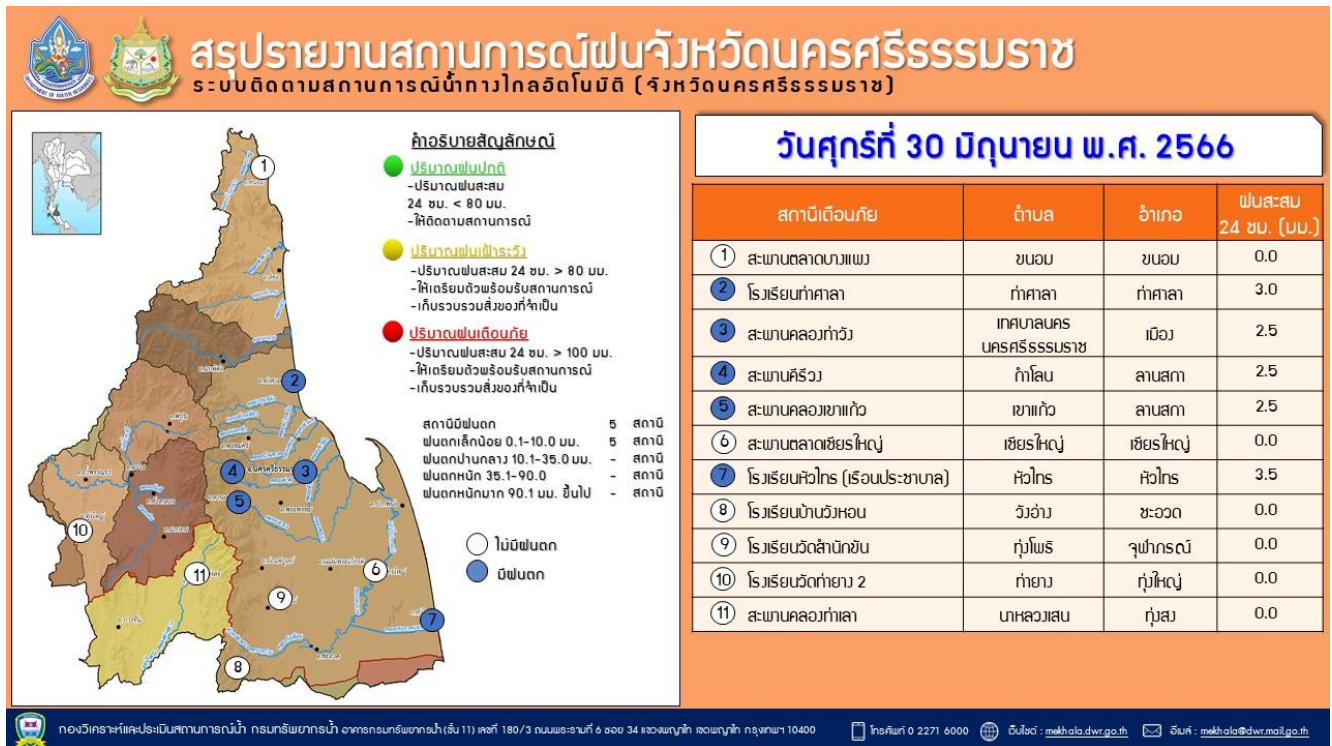 สรุปรายงานสถานการณ์ฝนจังหวัดนครศรีธรรมราช
ระบบติดตามสถานการณ์น้ำทางไกลอัตโนมัติ (จังหวัดนครศรีธรรมราช)
คำอธิบายสัญลักษณ์
ปริมาณฝนปกติ
-ปริมาณฝนสะสม
24 ชม. < 80 มม.
-ให้ติดตามสถานการณ์
ปริมาณฝนเฝ้าระวัง
-ปริมาณฝนสะสม 24 ชม. > 80 มม.
-ให้เตรียมตัวพร้อมรับสถานการณ์
-เก็บรวบรวมสิ่งของที่จำเป็น
ปริมาณฝนเตือนภัย
-ปริมาณฝนสะสม 24 ชม. > 100 มม.
-ให้เตรียมตัวพร้อมรับสถานการณ์
-เก็บรวบรวมสิ่งของที่จำเป็น
สถานีมีฝนตก 5 สถานี
ฝนตกเล็กน้อย 0.1-10.0 มม. 5 สถานี
ฝนตกปานกลาง 10.1-35.0 มม. - สถานี
ฝนตกหนัก 35.1-90.0 - สถานี
ฝนตกหนักมาก 90.1 มม. ขึ้นไป - สถานี
ไม่มีฝนตก
มีฝนตก
1
2
4
3
5
10
11
6
9
7
8
วันศุกร์ที่ 30 มิถุนายน พ.ศ. 2566
สถานีเตือนภัย ตำบล อำเภอ ฝนสะสม 24 ชม. (มม.)
1 สะพานตลาดบางแพง ขนอม ขนอม 0.0
2 โรงเรียนท่าศาลา ท่าศาลา ท่าศาลา 3.0
3 สะพานคลองท่าวัง เทศบาลนครนครศรีธรรมราช เมือง 2.5
4 สะพานคีรีวง กำโลน ลานสกา 2.5
5 สะพานคลองเขาแก้ว เขาแก้ว ลานสกา 2.5
6 สะพานตลาดเชียรใหญ่ เชียรใหญ่ เชียรใหญ่ 0.0
7 โรงเรียนหัวไทร (เรือนประชาบาล) หัวไทร หัวไทร 3.5
8 โรงเรียนบ้านวังหอน วังอ่าง ชะอวด 0.0
9 โรงเรียนวัดสำนักขัน ทุ่งโพธิ จุฬาภรณ์ 0.0
10 โรงเรียนวัดท่ายาง 2 ท่ายาง ทุ่งใหญ่ 0.0
11 สะพานคลองท่าเลา นาหลวงเสน ทุ่งสง 0.0
กองวิเคราะห์และประเมินสถานการณ์น้ำ กรมทรัพยากรน้ำ อาคารกรมทรัพยากรน้ำ (ชั้น 11) เลขที่ 180/3 ถนนพระรามที่ 6 ซอย 34 แขวงพญาไท เขตพญาไท กรุงเทพฯ 10400 โทรศัพท์ 0 2271 6000 เว็บไซต์ : mekhala.dwr.go.th อีเมล์ : mekhala@dwr.mail.go.th